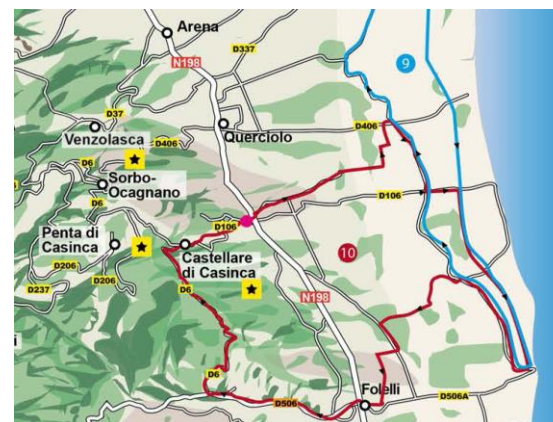 Arena
D337
N198
9
D37
Venzolasca
Querciolo
D406
D406
D6
Sorbo-
Ocagnano
D6
D106
D106
Penta di
Casinca
Castellare
di Casinca
10
D206
D206
D237
D6
N198
D6
Folelli
D506
D506A